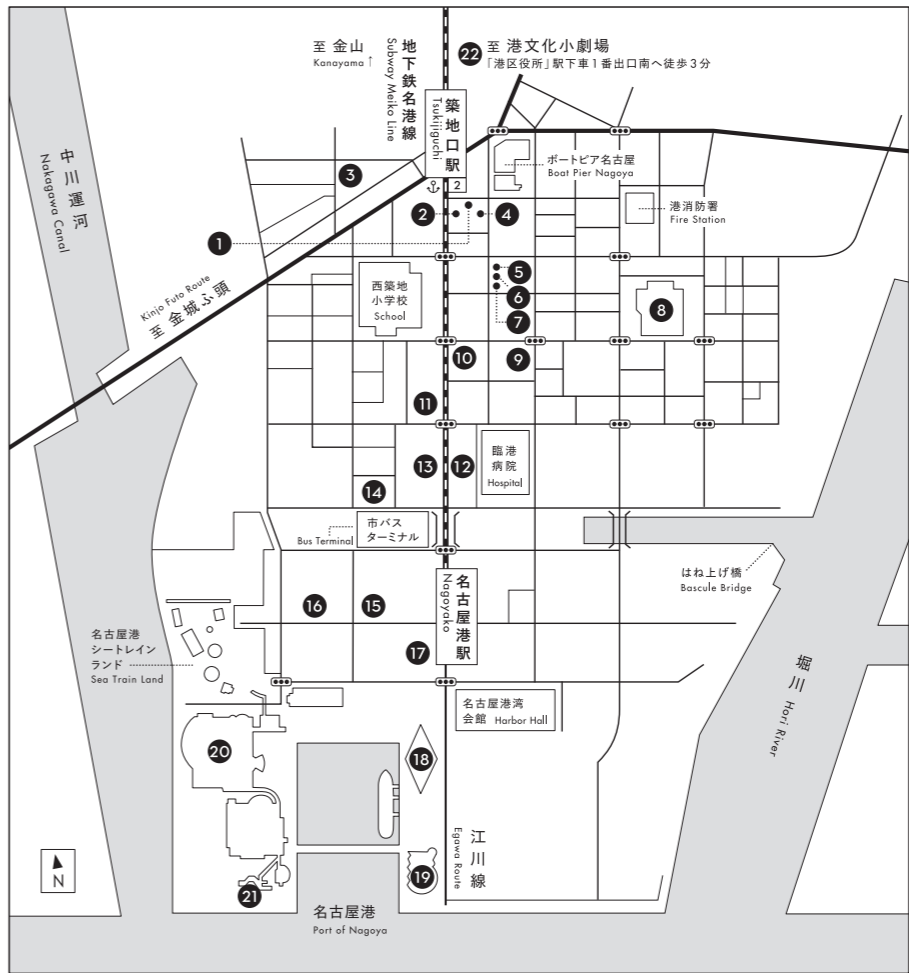 至 金山
Kanayama ↑
地下鉄名港線
Subway Meiko Line
22 至 港文化小劇場
「港区役所」駅下車1番出口南へ徒歩3分
築地口駅
Tsukijiguchi
2
ボートピア名古屋
Boat Pier Nagoya
港消防署
Fire Station
中川運河
Nakagawa Canal
3
2
4
1
西築地
小学校
School
5
6
7
8
Kinjo Futo Route
至 金城ふ頭
10
9
11
13
12
臨港
病院
Hospital
14
市バス
ターミナル
Bus Terminal
はね上げ橋
Bascule Bridge
名古屋港駅
Nagoyako
16
15
17
名古屋港
シートレイン
ランド
Sea Train Land
堀川 Hori River
名古屋港湾
会館 Harbor Hall
20
18
江川線
Egawa Route
19
21
N
名古屋港
Port of Nagoya